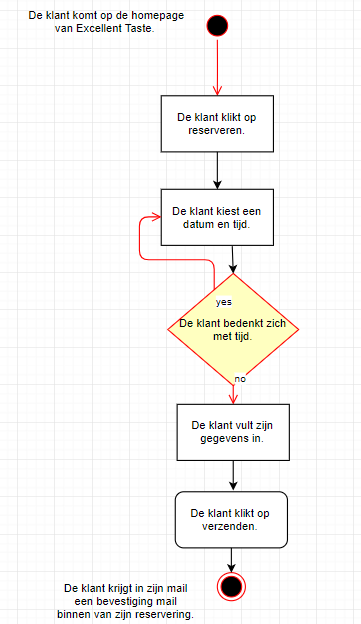 De klant komt op de homepage
van Excellent Taste.
De klant klikt op
reserveren.
De klant kiest een
datum en tijd.
yes
De klant bedenkt zich
met tijd.
no
De klant vult zijn
gegevens in.
De klant klikt op
verzenden.
De klant krijgt in zijn mail
een bevestiging mail
binnen van zijn reservering.